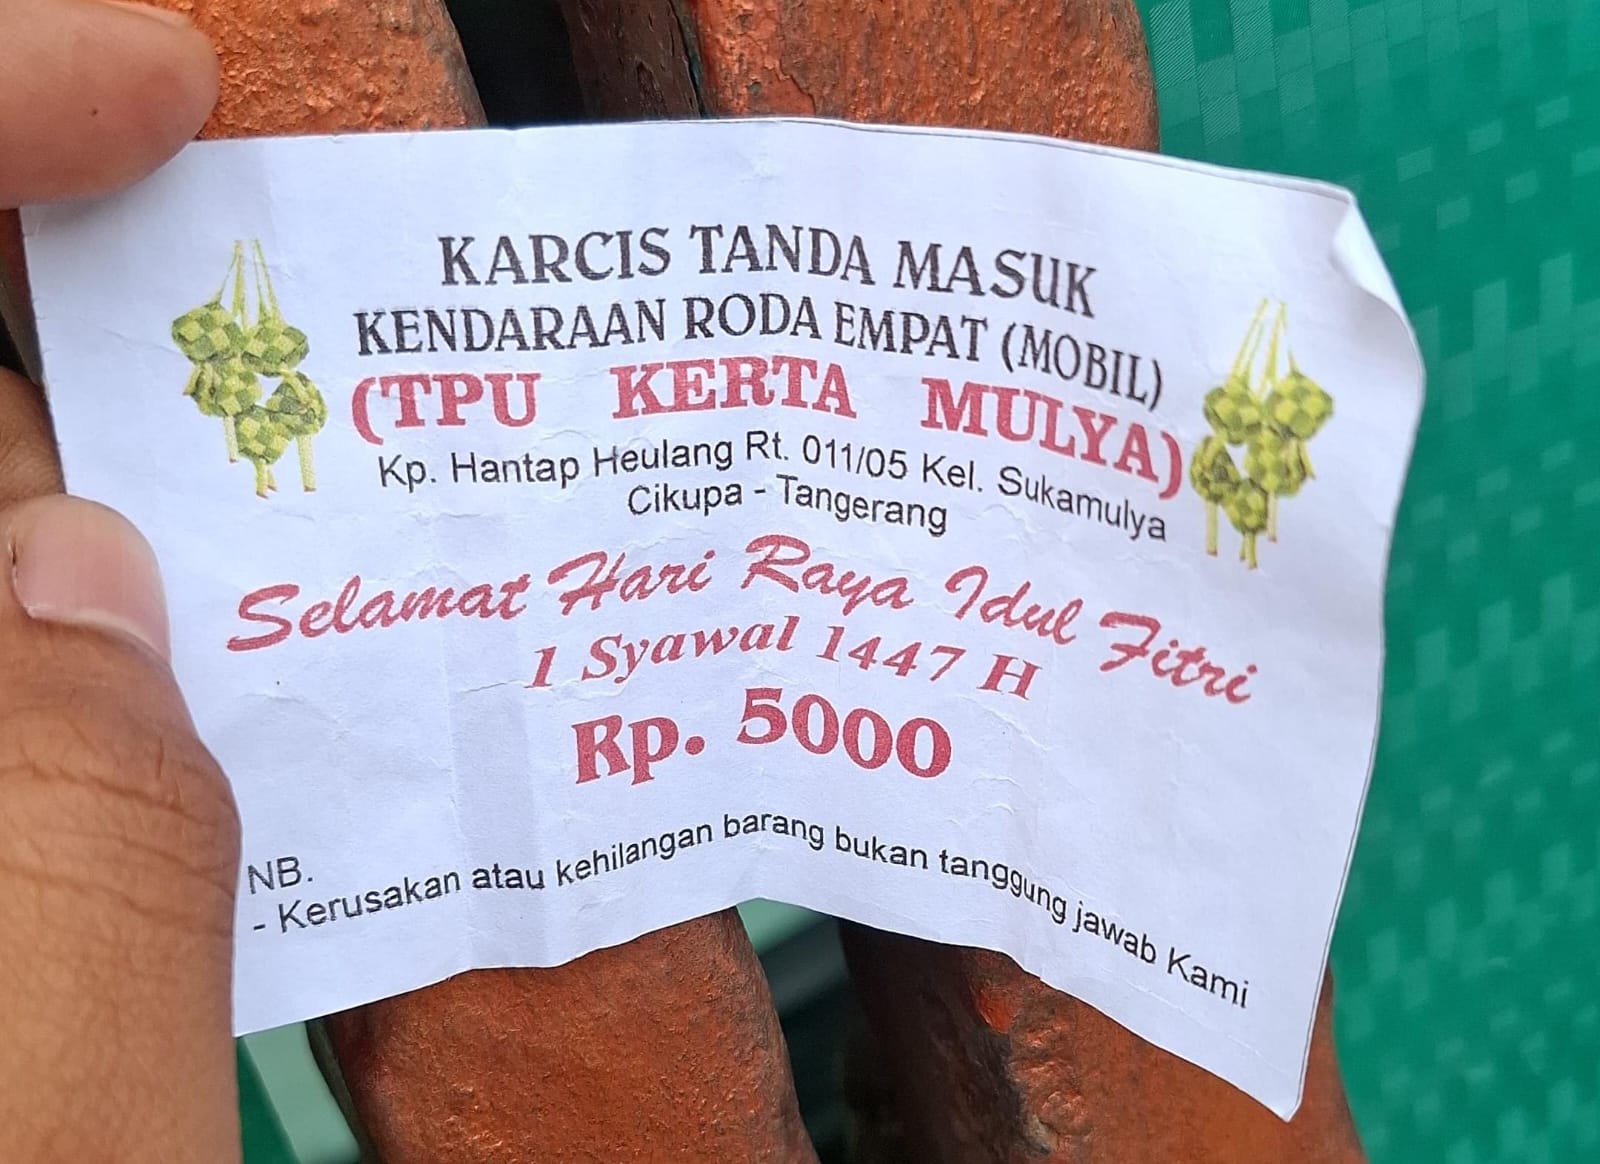 KARCIS TANDA MASUK
KENDARAAN RODA EMPAT (MOBIL)
(TPU KERTA MULYA)
Kp. Hantap Heulang Rt. 011/05 Kel. Sukamulya
Cikupa - Tangerang
Selamat Hari Raya Idul Fitri
1 Syawal 1447 H
Rp. 5000
NB.
- Kerusakan atau kehilangan barang bukan tanggung jawab Kami